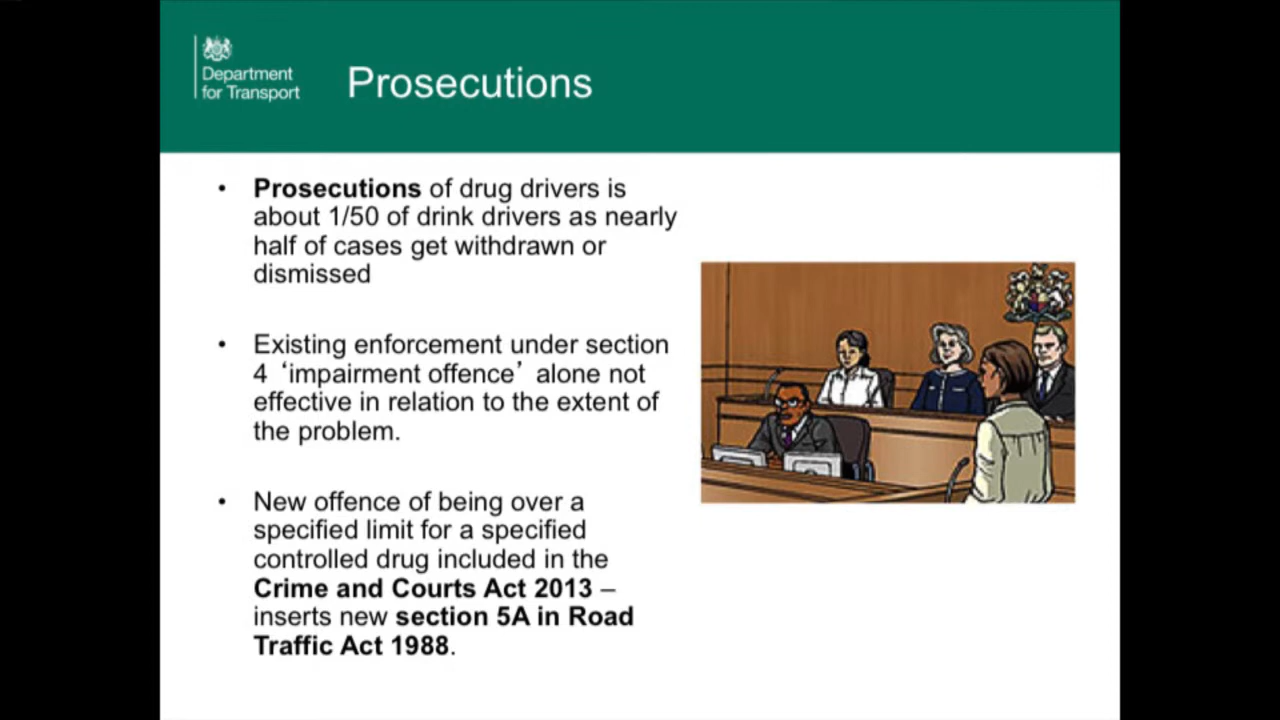 Department
for Transport
Prosecutions
• Prosecutions of drug drivers is
about 1/50 of drink drivers as nearly
half of cases get withdrawn or
dismissed
• Existing enforcement under section
4 ‘impairment offence’ alone not
effective in relation to the extent of
the problem.
• New offence of being over a
specified limit for a specified
controlled drug included in the
Crime and Courts Act 2013 –
inserts new section 5A in Road
Traffic Act 1988.